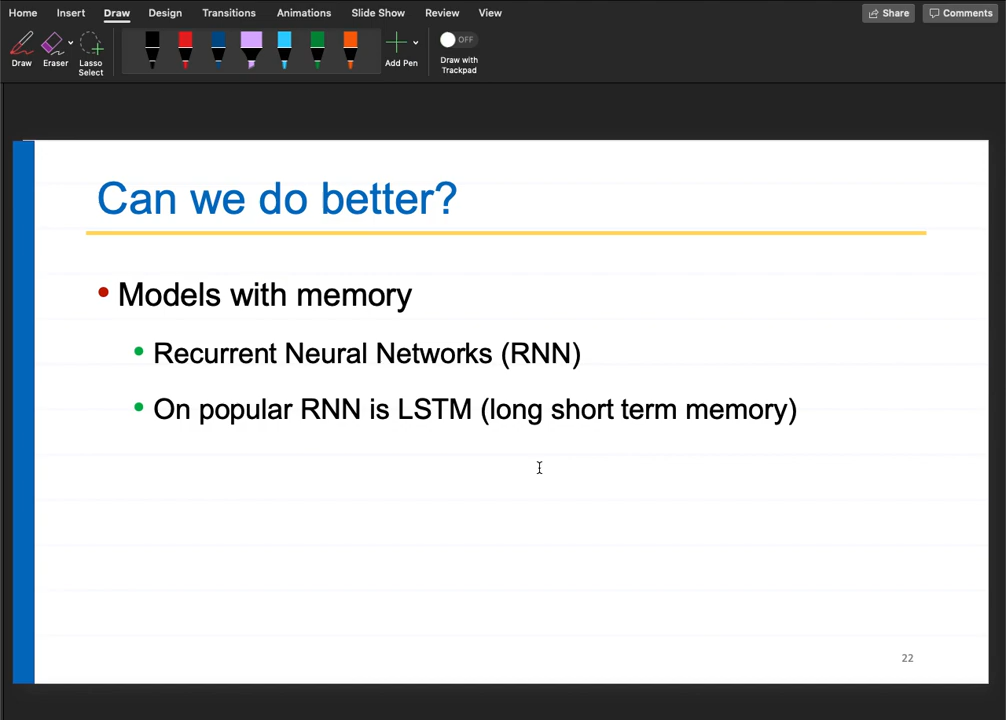 Home Insert Draw Design Transitions Animations Slide Show Review View Share Comments
Draw Eraser Lasso Select Add Pen OFF Draw with Trackpad
Can we do better?
• Models with memory
• Recurrent Neural Networks (RNN)
• On popular RNN is LSTM (long short term memory)
22